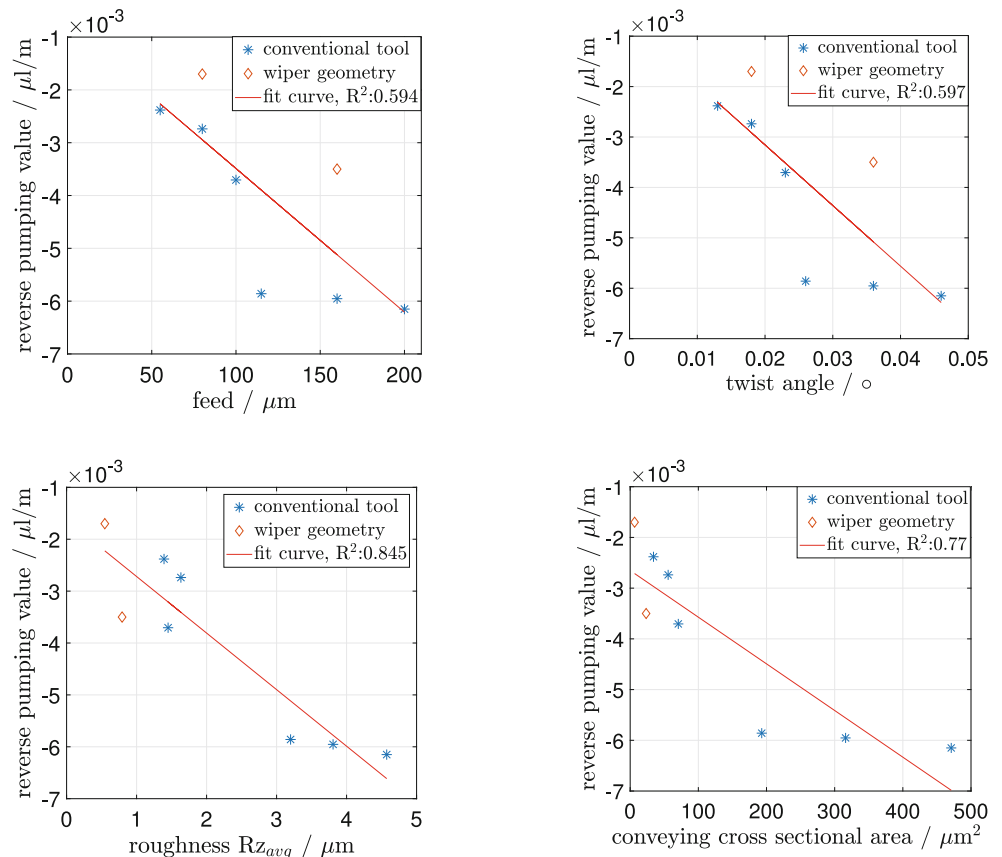 ×10⁻³
-1
-2
-3
-4
-5
-6
-7
reverse pumping value / μl/m
conventional tool
wiper geometry
fit curve, R²:0.594
0 50 100 150 200
feed / μm
×10⁻³
-1
-2
-3
-4
-5
-6
-7
reverse pumping value / μl/m
conventional tool
wiper geometry
fit curve, R²:0.597
0 0.01 0.02 0.03 0.04 0.05
twist angle / ∘
×10⁻³
-1
-2
-3
-4
-5
-6
-7
reverse pumping value / μl/m
conventional tool
wiper geometry
fit curve, R²:0.845
0 1 2 3 4 5
roughness Rz_avg / μm
×10⁻³
-1
-2
-3
-4
-5
-6
-7
reverse pumping value / μl/m
conventional tool
wiper geometry
fit curve, R²:0.77
0 100 200 300 400 500
conveying cross sectional area / μm²